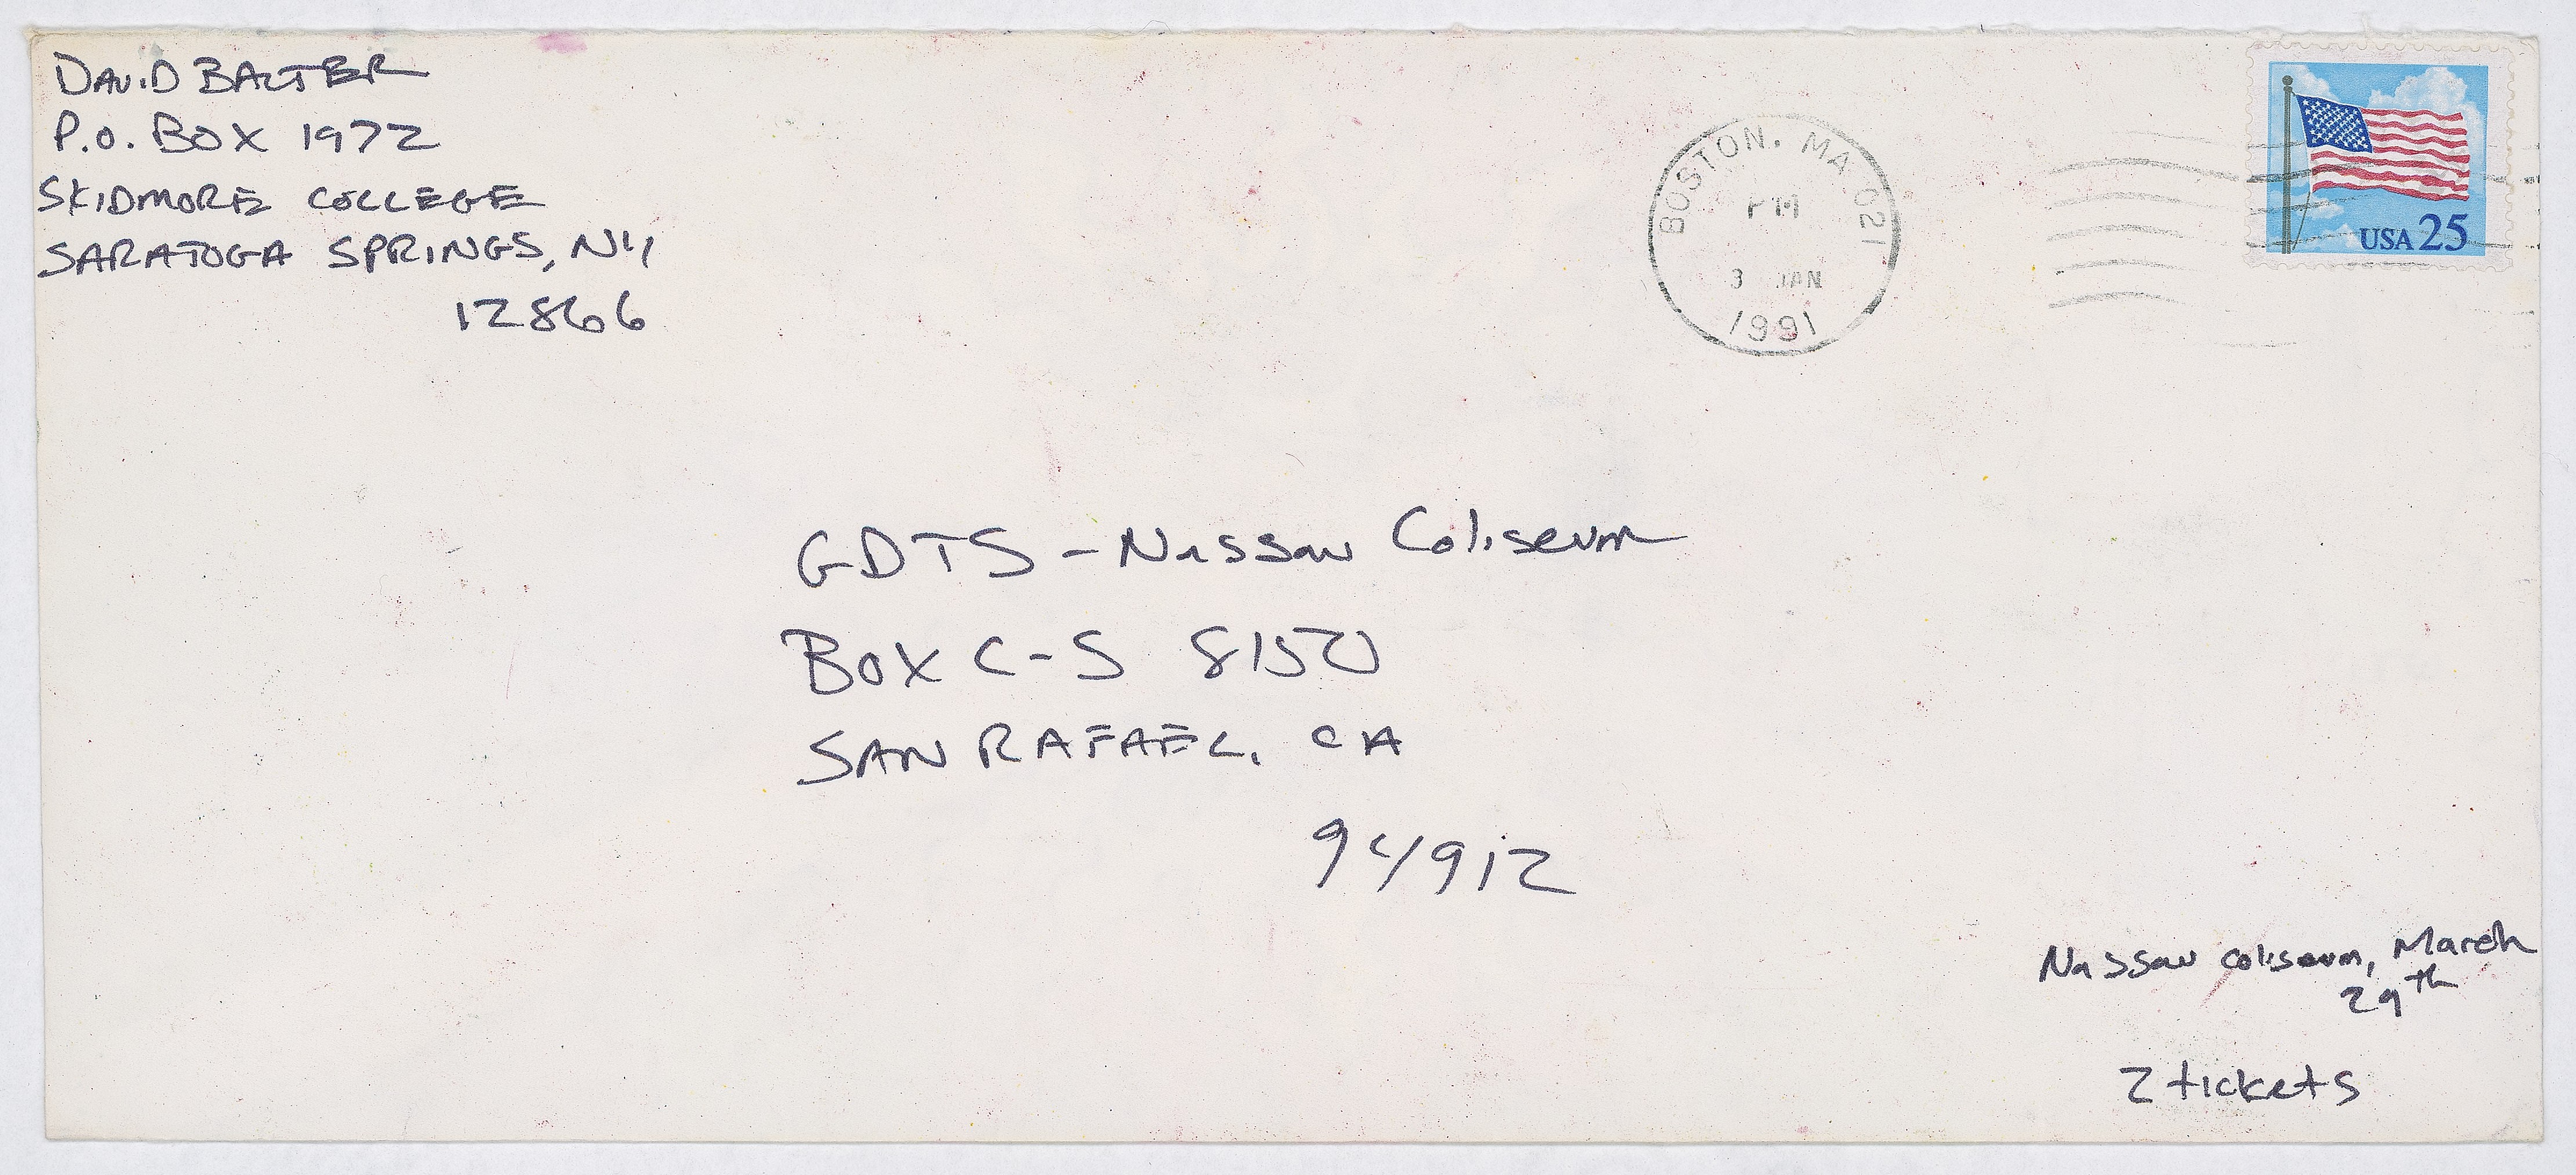 DAVID BALTER
P.O. BOX 1972
SKIDMORE COLLEGE
SARATOGA SPRINGS, NY
12866
BOSTON, MA 021
PM
3 JAN
1991
USA 25
GDTS - Nassau Coliseum
BOX C-S 8150
SAN RAFAEL, CA
94912
Nassau Coliseum, March
29th
2 tickets